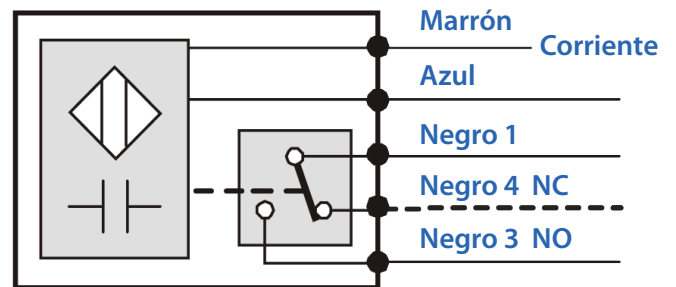 Marrón
Corriente
Azul
Negro 1
Negro 4 NC
Negro 3 NO